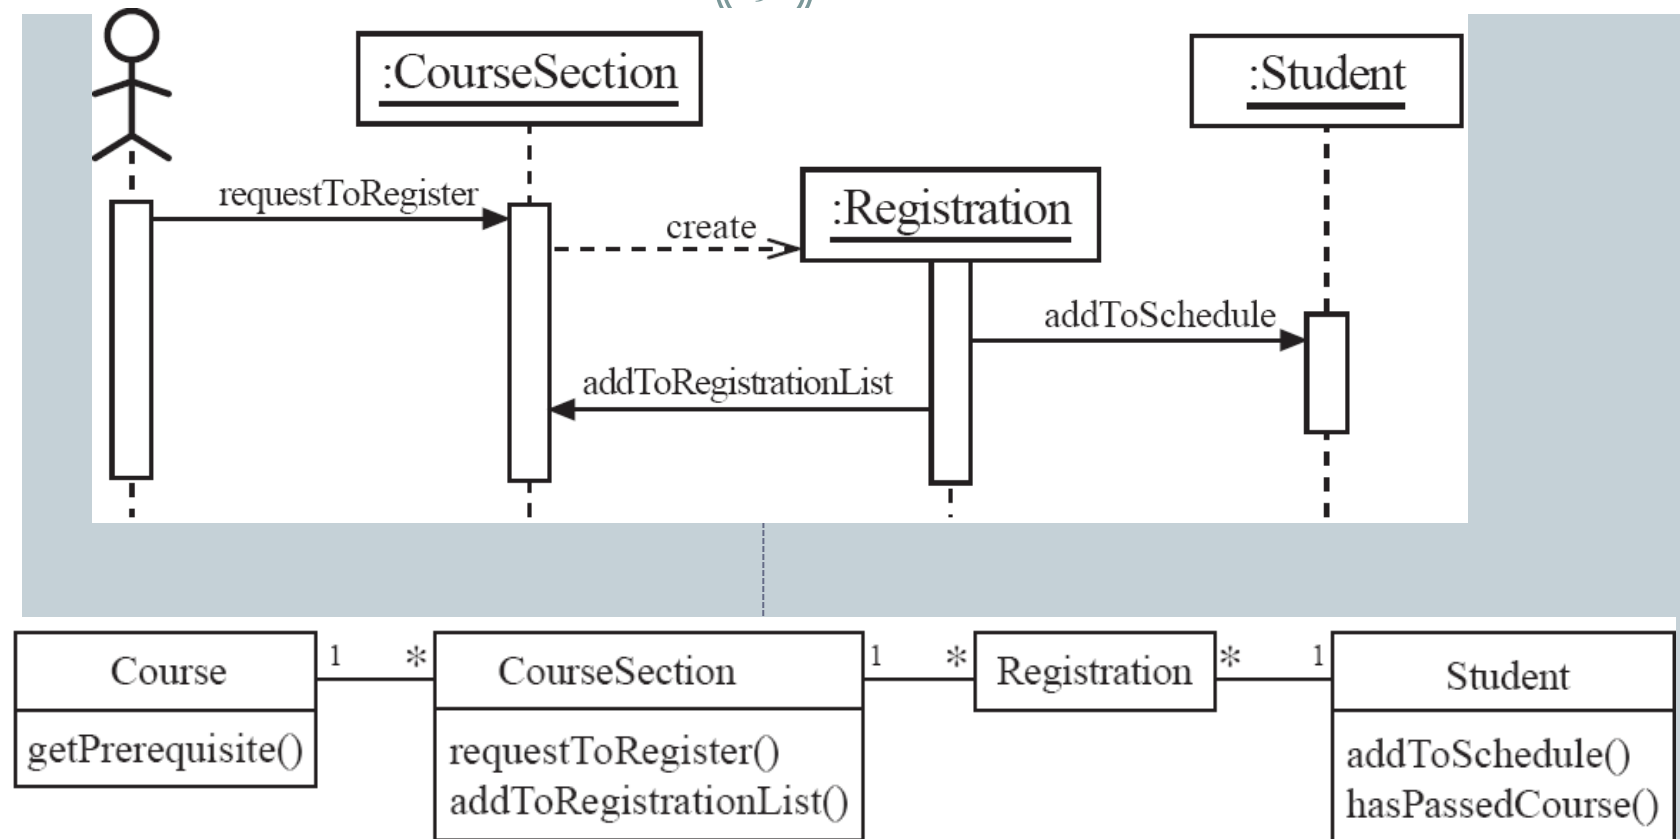 :CourseSection
:Student
requestToRegister
create
:Registration
addToSchedule
addToRegistrationList
Course
1
*
CourseSection
1
*
Registration
*
1
Student
getPrerequisite()
requestToRegister()
addToRegistrationList()
addToSchedule()
hasPassedCourse()